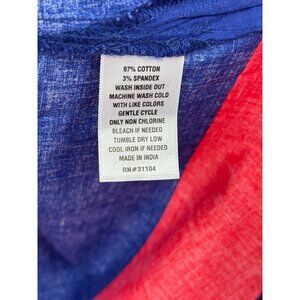 97% COTTON
3% SPANDEX
WASH INSIDE OUT
MACHINE WASH COLD
WITH LIKE COLORS
GENTLE CYCLE
ONLY NON CHLORINE
BLEACH IF NEEDED
TUMBLE DRY LOW
COOL IRON IF NEEDED
MADE IN INDIA
RN#31104